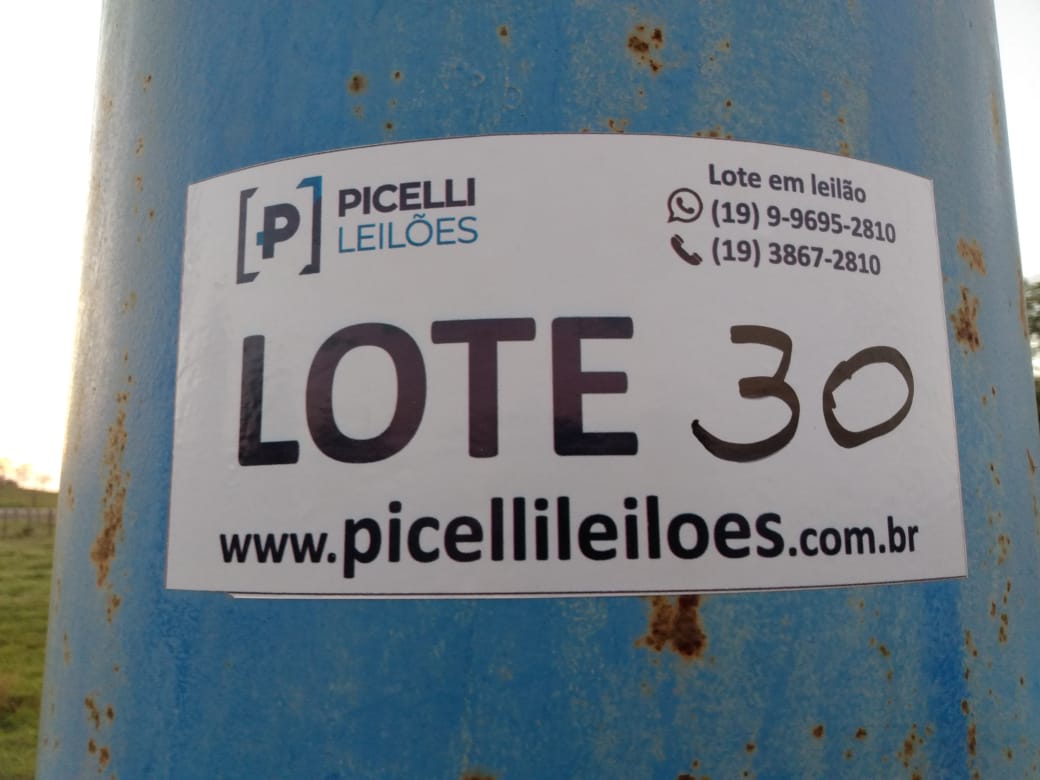 [P] PICELLI
LEILÕES
Lote em leilão
(19) 9-9695-2810
(19) 3867-2810
LOTE 30
www.picellileiloes.com.br